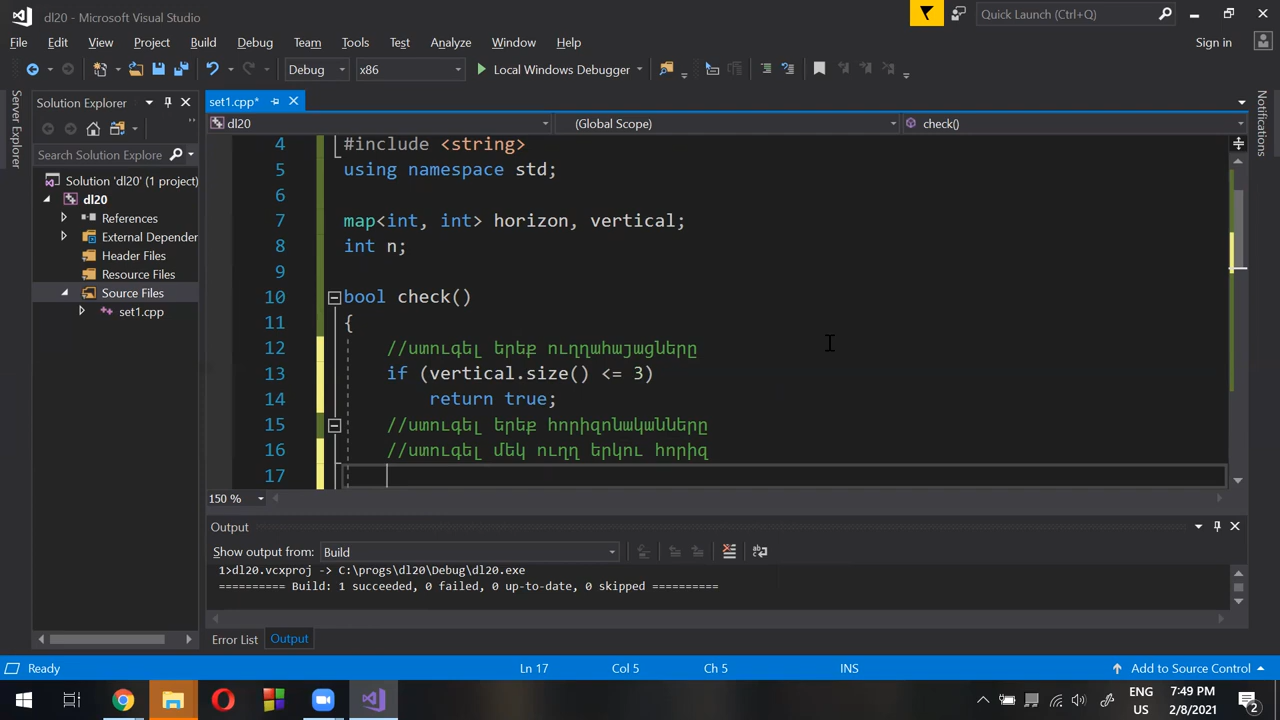 dl20 - Microsoft Visual Studio
Quick Launch (Ctrl+Q)
File Edit View Project Build Debug Team Tools Test Analyze Window Help
Sign in
Debug x86 Local Windows Debugger
Server Explorer
Solution Explorer
Search Solution Explore
Solution 'dl20' (1 project)
dl20
References
External Depender
Header Files
Resource Files
Source Files
set1.cpp
set1.cpp*
dl20 (Global Scope) check()
4 #include <string>
5 using namespace std;
6
7 map<int, int> horizon, vertical;
8 int n;
9
10 bool check()
11 {
12 //ստուգել երեք ուղղահայացները
13 if (vertical.size() <= 3)
14 return true;
15 //ստուգել երեք հորիզոնականները
16 //ստուգել մեկ ուղղ երկու հորիզ
17
150 %
Notifications
Output
Show output from: Build
1>dl20.vcxproj -> C:\progs\dl20\Debug\dl20.exe
========== Build: 1 succeeded, 0 failed, 0 up-to-date, 0 skipped ==========
Error List Output
Ready Ln 17 Col 5 Ch 5 INS Add to Source Control
ENG
US
7:49 PM
2/8/2021
2